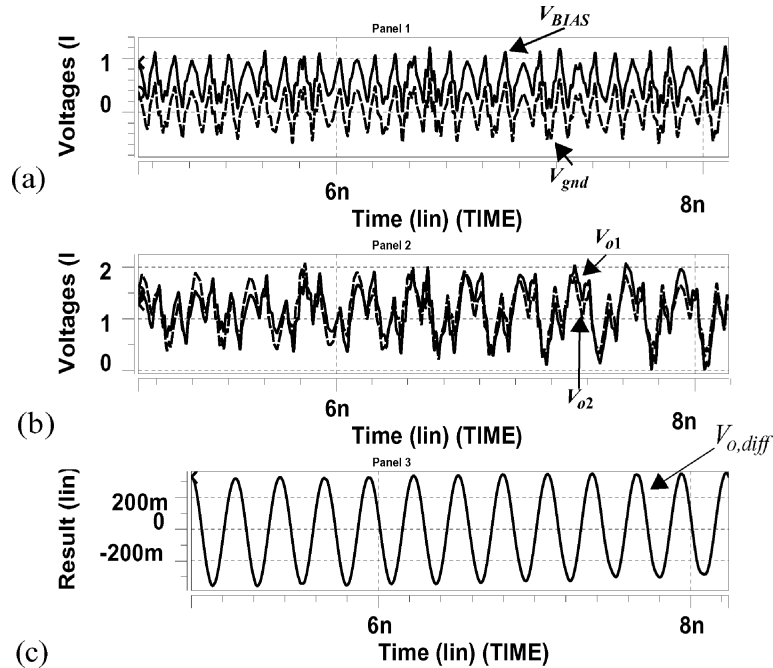 Panel 1
V_BIAS
Voltages (l
1
0
V_gnd
(a)
6n
8n
Time (lin) (TIME)
Panel 2
V_o1
Voltages (l
2
1
0
V_o2
6n
8n
(b)
Time (lin) (TIME)
Panel 3
V_o,diff
Result (lin)
200m
0
-200m
6n
8n
(c)
Time (lin) (TIME)